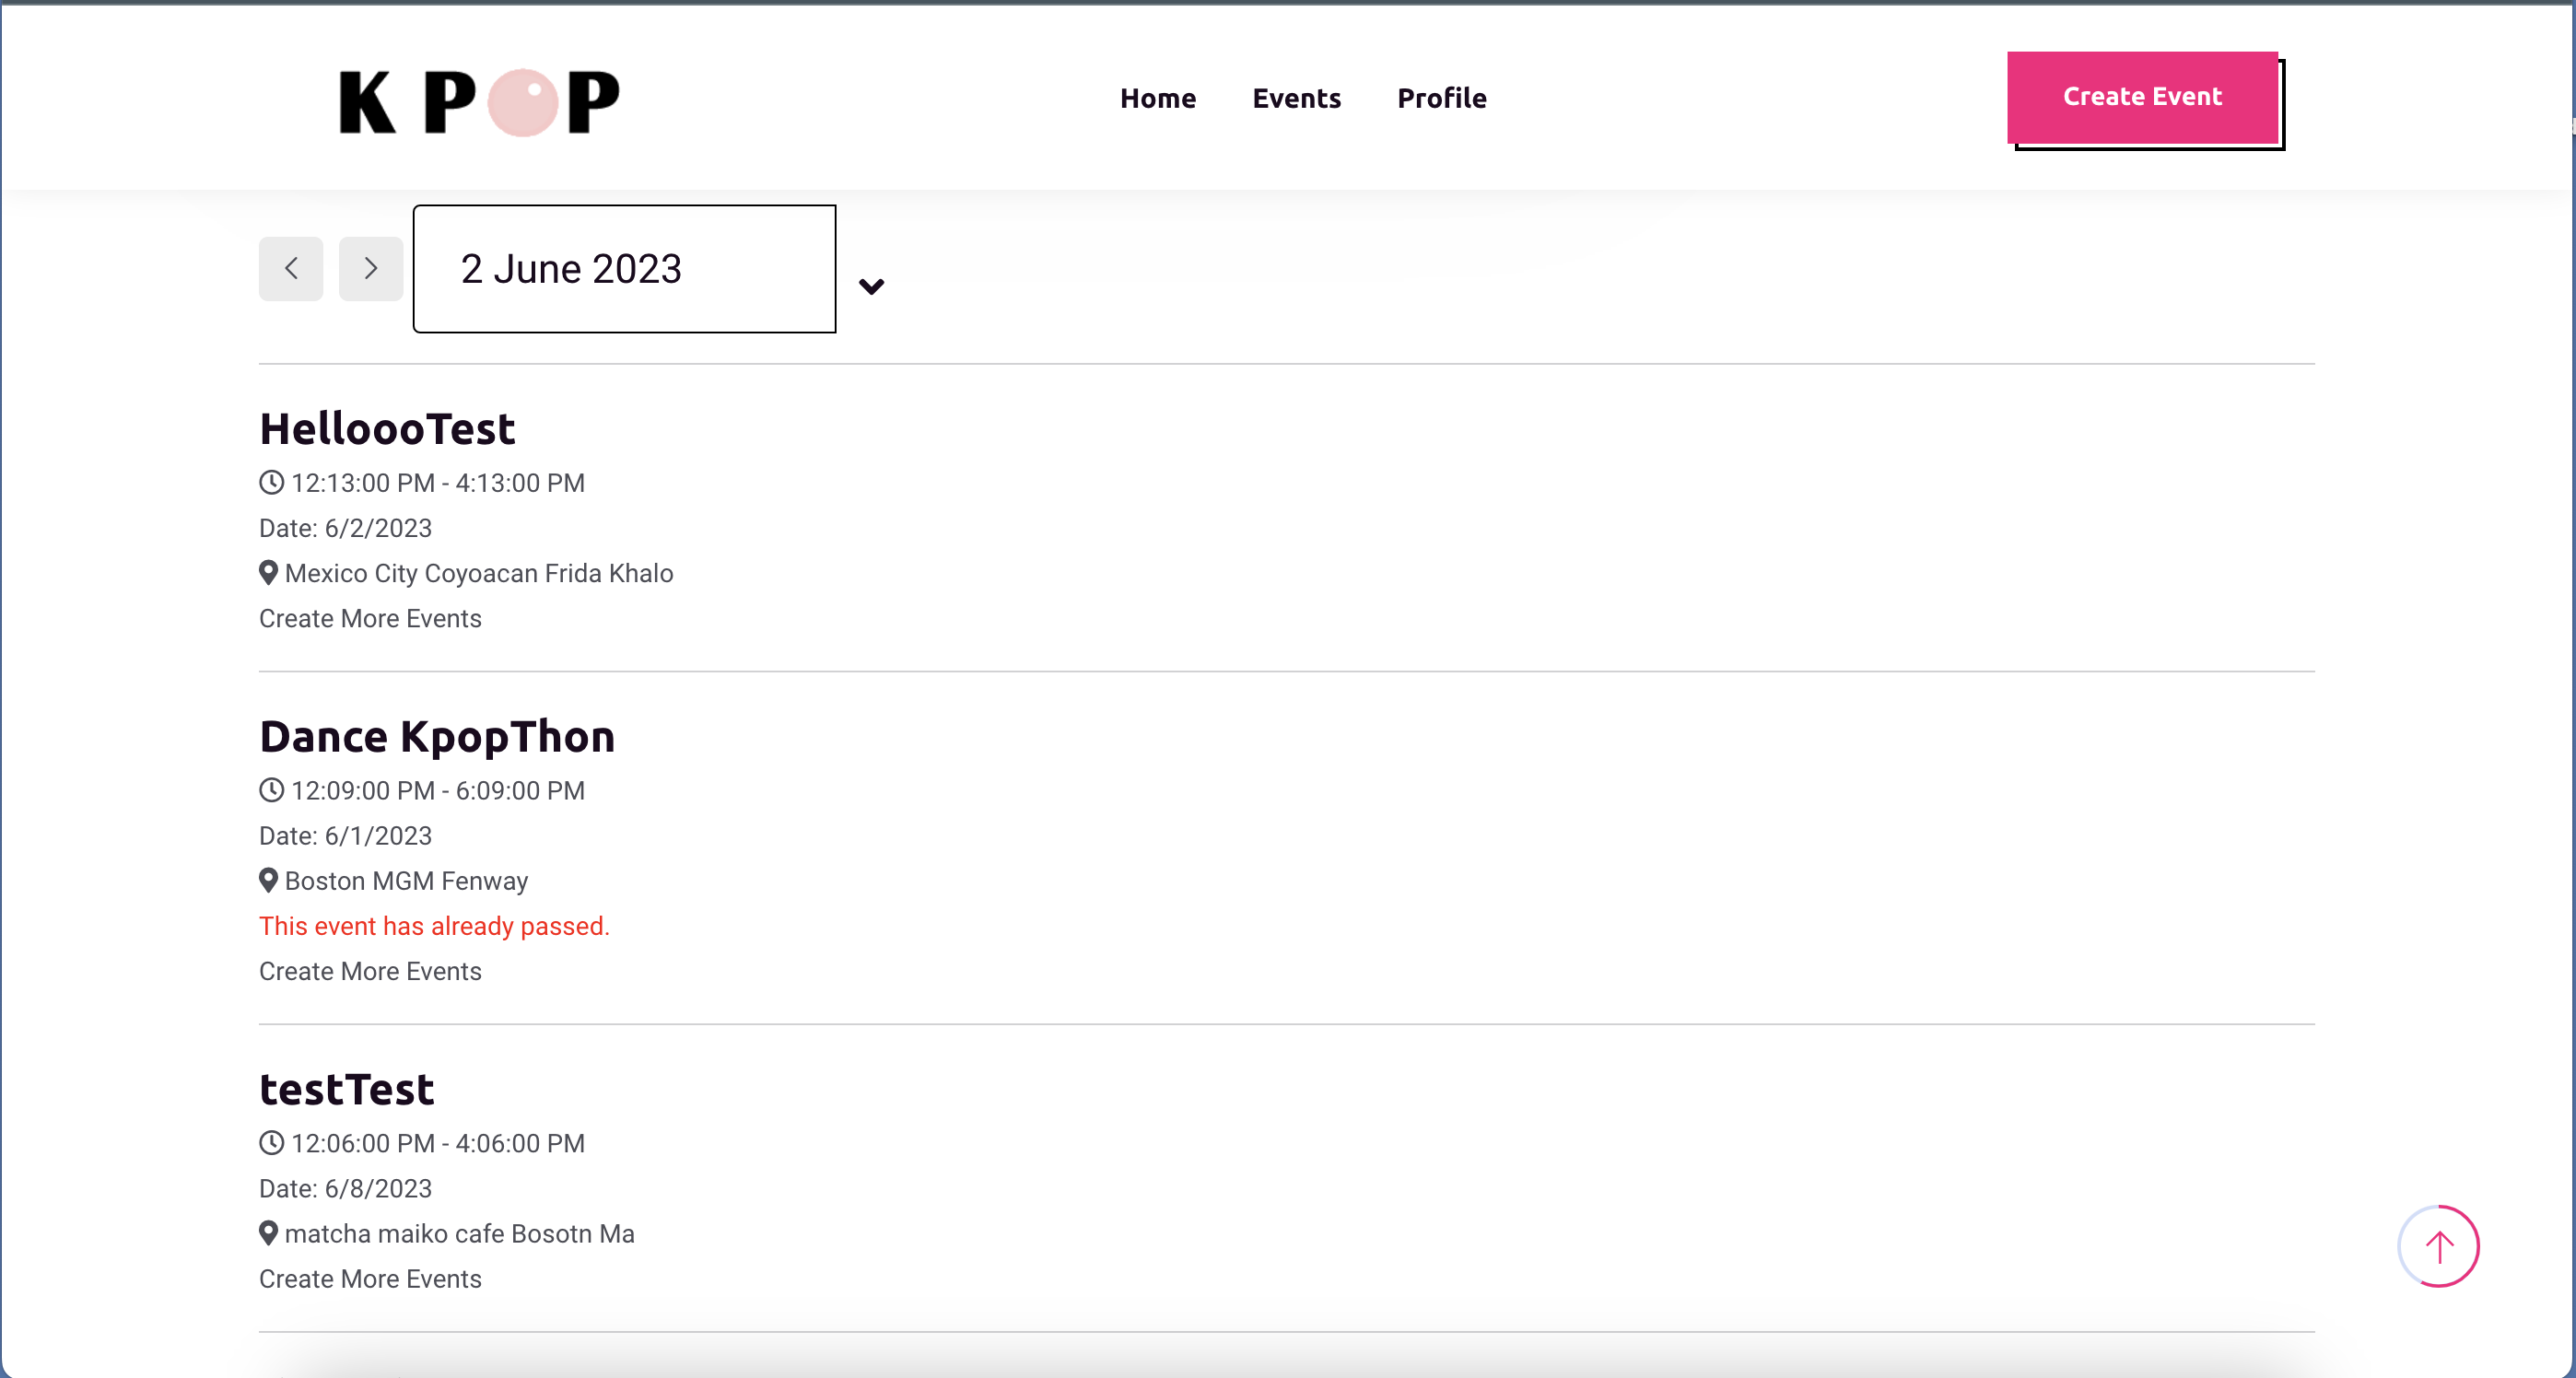 K POP
Home Events Profile
Create Event
2 June 2023
HelloooTest
12:13:00 PM - 4:13:00 PM
Date: 6/2/2023
Mexico City Coyoacan Frida Khalo
Create More Events
Dance KpopThon
12:09:00 PM - 6:09:00 PM
Date: 6/1/2023
Boston MGM Fenway
This event has already passed.
Create More Events
testTest
12:06:00 PM - 4:06:00 PM
Date: 6/8/2023
matcha maiko cafe Bosotn Ma
Create More Events